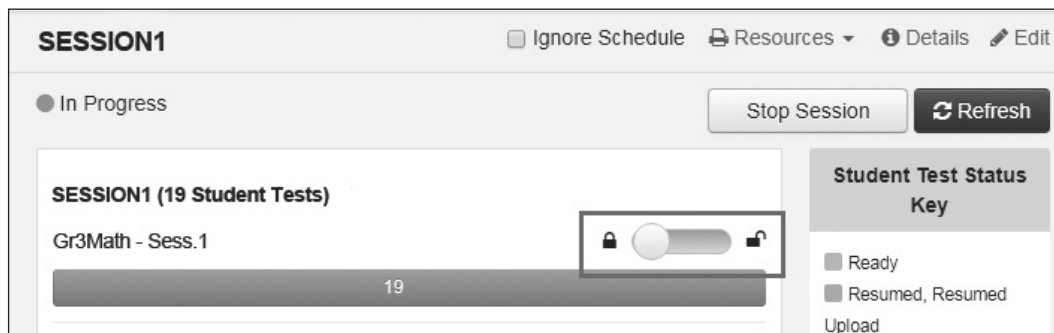 SESSION1 Ignore Schedule Resources Details Edit
In Progress Stop Session Refresh
SESSION1 (19 Student Tests)
Gr3Math - Sess.1
19
Student Test Status
Key
Ready
Resumed, Resumed
Upload